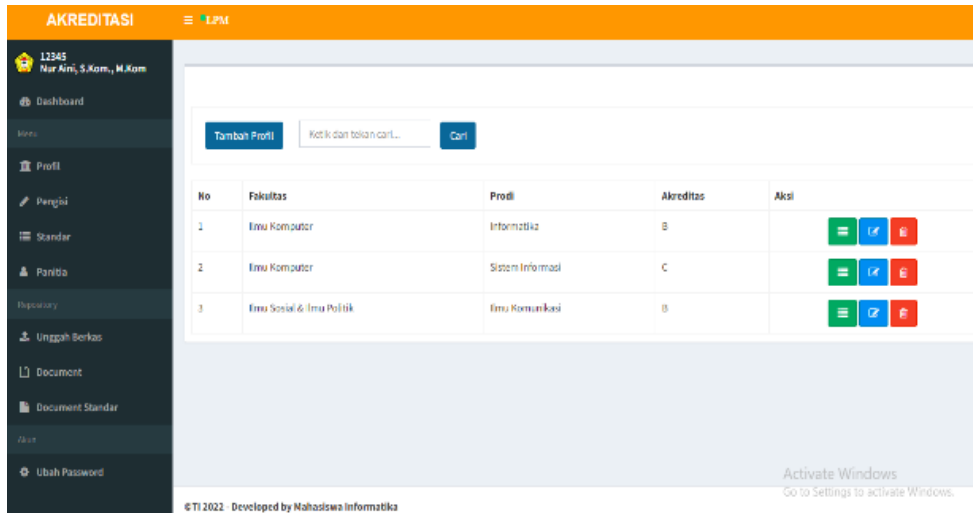 AKREDITASI
LPM
12345
Nur Aini, S.Kom., M.Kom
Dashboard
Menu
Profil
Pengisi
Standar
Panitia
Repository
Unggah Berkas
Document
Document Standar
Akun
Ubah Password
Tambah Profil Ketik dan tekan cari... Cari
No Fakultas Prodi Akreditas Aksi
1 Ilmu Komputer Informatika B
2 Ilmu Komputer Sistem Informasi C
3 Ilmu Sosial & Ilmu Politik Ilmu Komunikasi B
Activate Windows
Go to Settings to activate Windows.
©TI 2022 - Developed by Mahasiswa Informatika